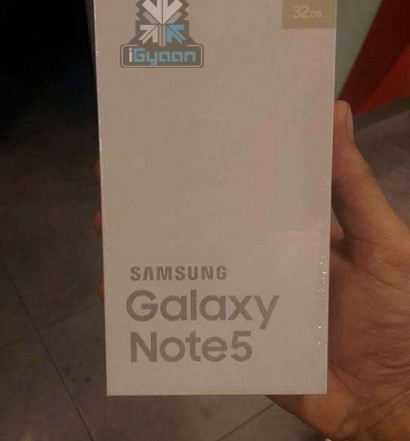 32GB
iGyaan
SAMSUNG
Galaxy
Note5